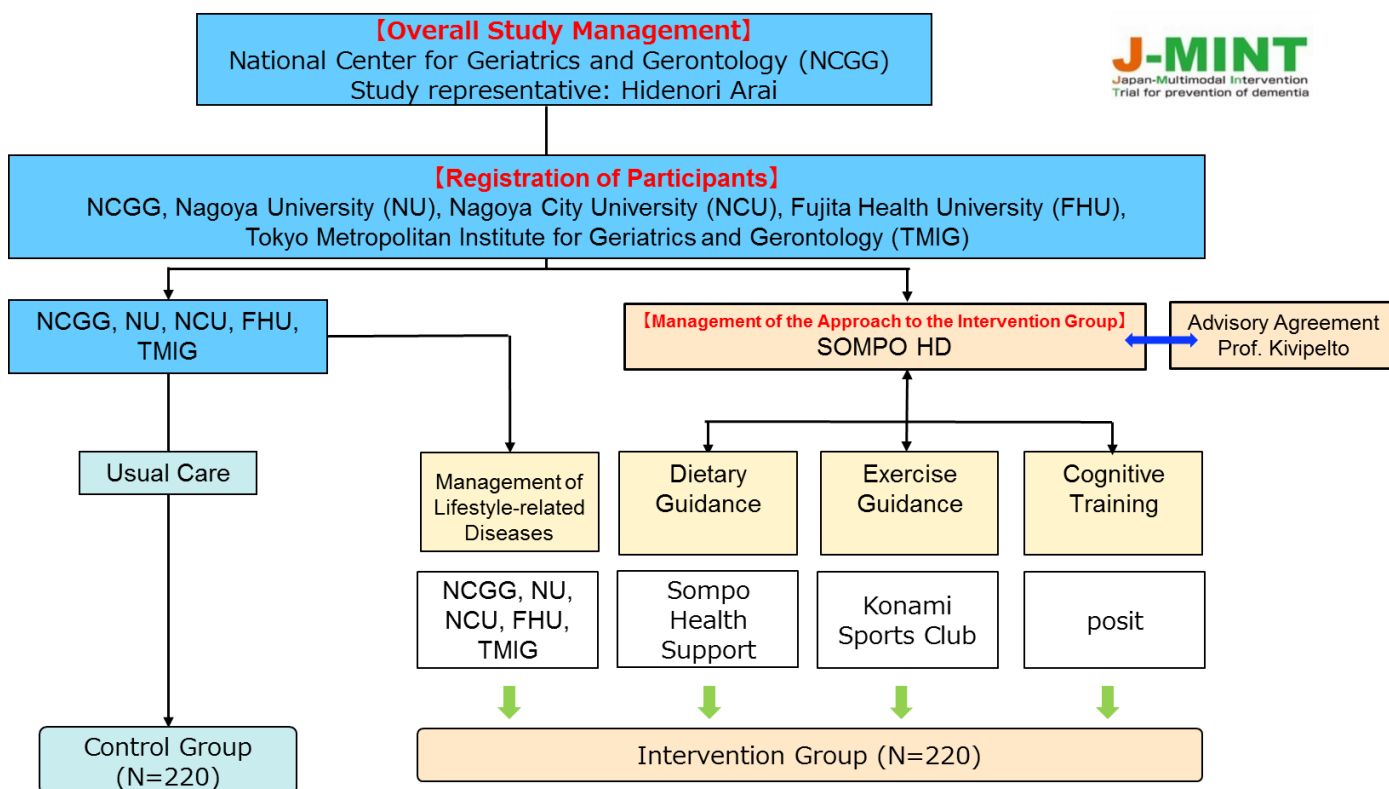 【Overall Study Management】
National Center for Geriatrics and Gerontology (NCGG)
Study representative: Hidenori Arai
J-MINT
Japan-Multimodal Intervention
Trial for prevention of dementia
【Registration of Participants】
NCGG, Nagoya University (NU), Nagoya City University (NCU), Fujita Health University (FHU),
Tokyo Metropolitan Institute for Geriatrics and Gerontology (TMIG)
NCGG, NU, NCU, FHU,
TMIG
【Management of the Approach to the Intervention Group】
SOMPO HD
Advisory Agreement
Prof. Kivipelto
Usual Care
Management of
Lifestyle-related
Diseases
Dietary
Guidance
Exercise
Guidance
Cognitive
Training
NCGG, NU,
NCU, FHU,
TMIG
Sompo
Health
Support
Konami
Sports Club
posit
Control Group
(N=220)
Intervention Group (N=220)